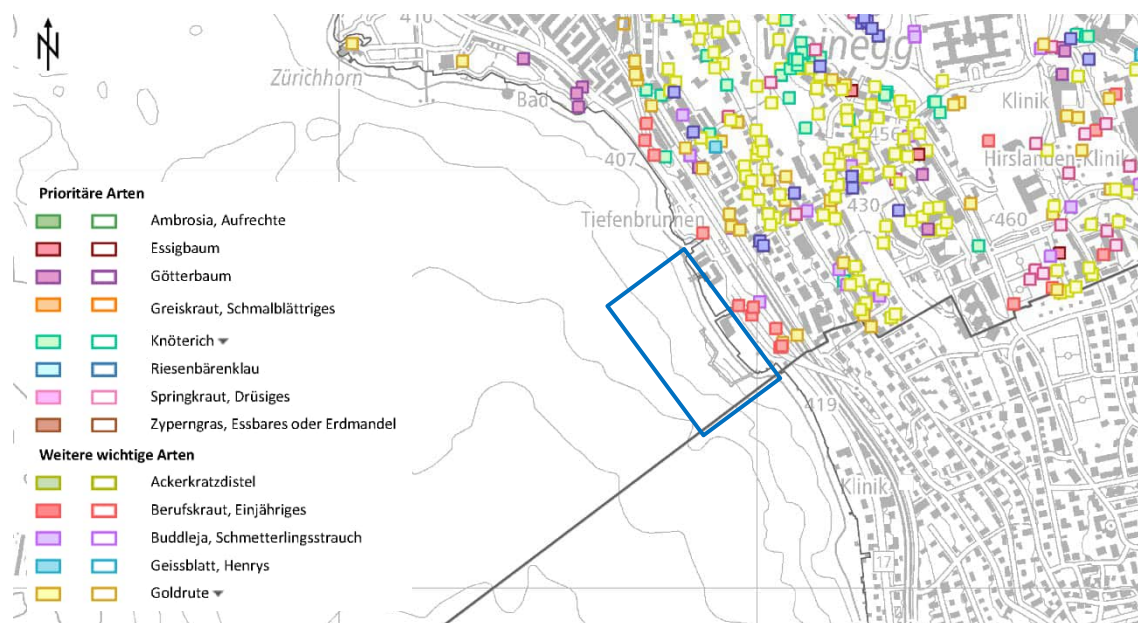 N
410
Weinegg
Zürichhorn
Bad
Klinik
456
407
Hirslanden-Klinik
430
460
Tiefenbrunnen
419
Klinik
17
Prioritäre Arten
Ambrosia, Aufrechte
Essigbaum
Götterbaum
Greiskraut, Schmalblättriges
Knöterich
Riesenbärenklau
Springkraut, Drüsiges
Zyperngras, Essbares oder Erdmandel
Weitere wichtige Arten
Ackerkratzdistel
Berufskraut, Einjähriges
Buddleja, Schmetterlingsstrauch
Geissblatt, Henrys
Goldrute